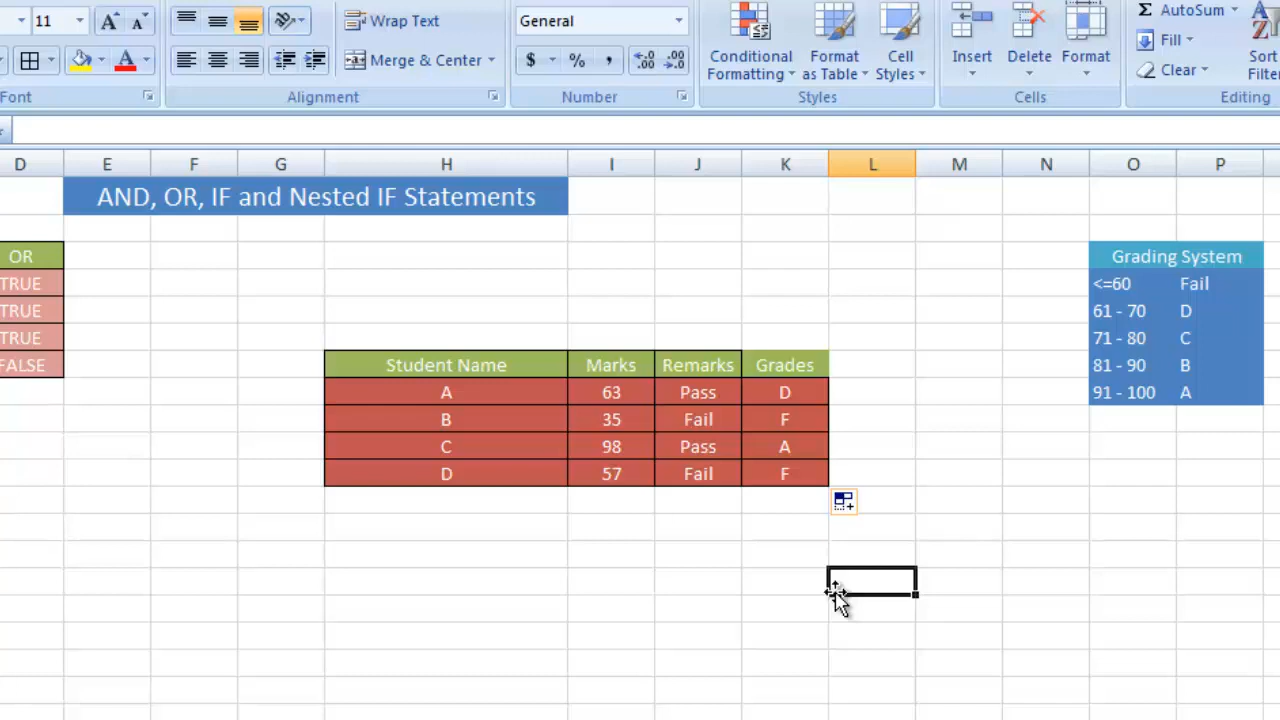 11 A A Wrap Text General AutoSum
Conditional Formatting Format as Table Cell Styles Insert Delete Format Fill Sort
A Merge & Center $ % , .00 Clear Filter
Font Alignment Number Styles Cells Editing
D E F G H I J K L M N O P
AND, OR, IF and Nested IF Statements
OR Grading System
TRUE <=60 Fail
TRUE 61 - 70 D
TRUE 71 - 80 C
FALSE Student Name Marks Remarks Grades 81 - 90 B
A 63 Pass D 91 - 100 A
B 35 Fail F
C 98 Pass A
D 57 Fail F